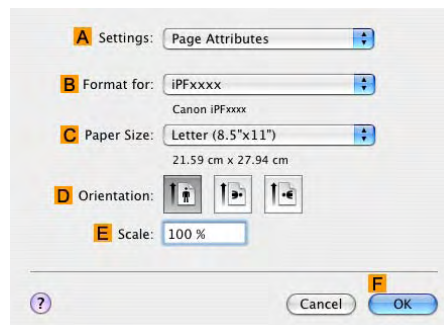 A Settings: Page Attributes
B Format for: iPFxxxx
Canon iPFxxxx
C Paper Size: Letter (8.5"x11")
21.59 cm x 27.94 cm
D Orientation:
E Scale: 100 %
F
? Cancel OK